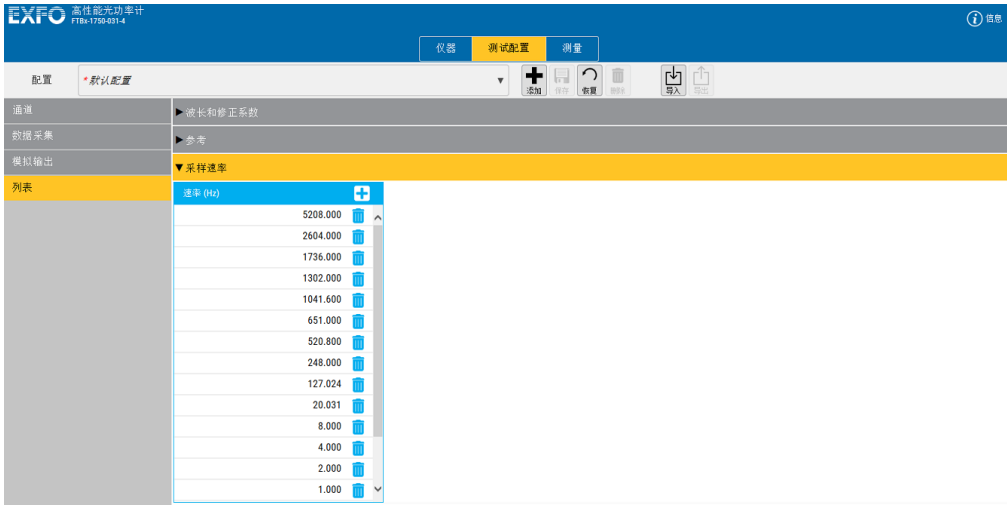 EXFO 高性能光功率计
FTBx-1750-031-4
信息
仪器 测试配置 测量
配置 *默认配置
添加 保存 恢复 删除 导入 导出
通道
数据采集
模拟输出
列表
▶波长和修正系数
▶参考
▼采样速率
速率 (Hz)
5208.000
2604.000
1736.000
1302.000
1041.600
651.000
520.800
248.000
127.024
20.031
8.000
4.000
2.000
1.000